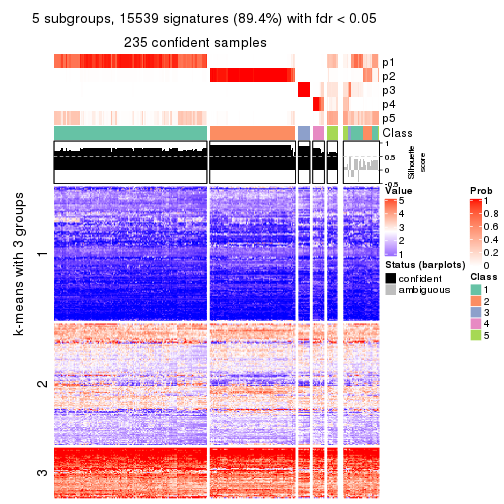 5 subgroups, 15539 signatures (89.4%) with fdr < 0.05
235 confident samples
p1
p2
p3
p4
p5
Class
1
0.5
0
-0.5
Silhouette
score
k-means with 3 groups
1
2
3
Value
5
4
3
2
1
Status (barplots)
confident
ambiguous
Prob
1
0.8
0.6
0.4
0.2
0
Class
1
2
3
4
5